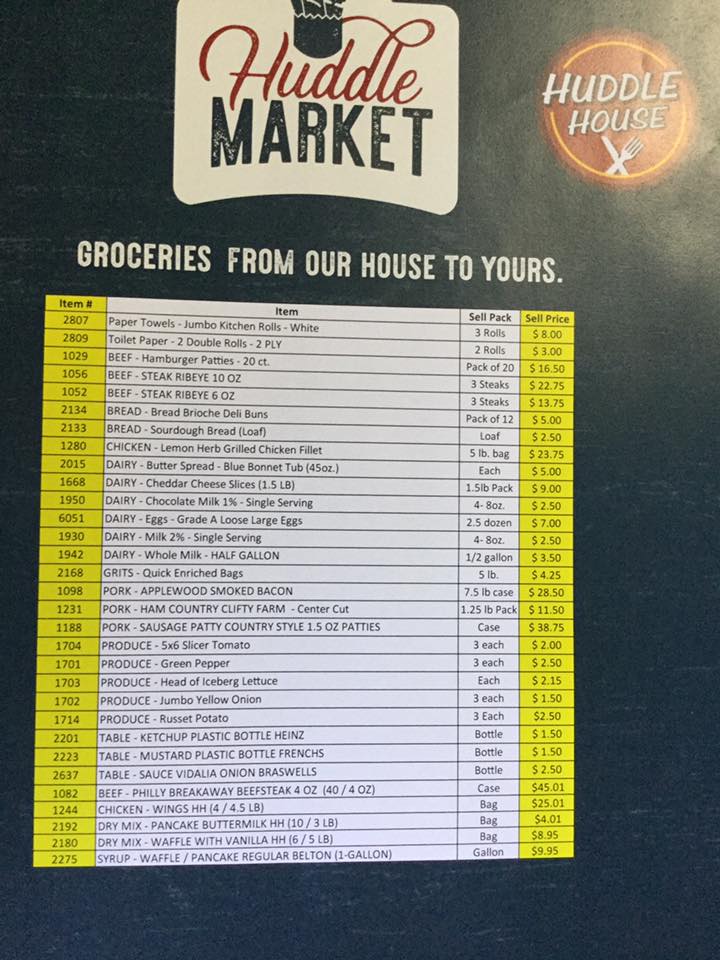 Huddle
MARKET
HUDDLE
HOUSE
GROCERIES FROM OUR HOUSE TO YOURS.
Item # Item Sell Pack Sell Price
2807 Paper Towels - Jumbo Kitchen Rolls - White 3 Rolls $ 8.00
2809 Toilet Paper - 2 Double Rolls - 2 PLY 2 Rolls $ 3.00
1029 BEEF - Hamburger Patties - 20 ct. Pack of 20 $ 16.50
1056 BEEF - STEAK RIBEYE 10 OZ 3 Steaks $ 22.75
1052 BEEF - STEAK RIBEYE 6 OZ 3 Steaks $ 13.75
2134 BREAD - Bread Brioche Deli Buns Pack of 12 $ 5.00
2133 BREAD - Sourdough Bread (Loaf) Loaf $ 2.50
1280 CHICKEN - Lemon Herb Grilled Chicken Fillet 5 lb. bag $ 23.75
2015 DAIRY - Butter Spread - Blue Bonnet Tub (45oz.) Each $ 5.00
1668 DAIRY - Cheddar Cheese Slices (1.5 LB) 1.5lb Pack $ 9.00
1950 DAIRY - Chocolate Milk 1% - Single Serving 4- 8oz. $ 2.50
6051 DAIRY - Eggs - Grade A Loose Large Eggs 2.5 dozen $ 7.00
1930 DAIRY - Milk 2% - Single Serving 4- 8oz. $ 2.50
1942 DAIRY - Whole Milk - HALF GALLON 1/2 gallon $ 3.50
2168 GRITS - Quick Enriched Bags 5 lb. $ 4.25
1098 PORK - APPLEWOOD SMOKED BACON 7.5 lb case $ 28.50
1231 PORK - HAM COUNTRY CLIFTY FARM - Center Cut 1.25 lb Pack $ 11.50
1188 PORK - SAUSAGE PATTY COUNTRY STYLE 1.5 OZ PATTIES Case $ 38.75
1704 PRODUCE - 5x6 Slicer Tomato 3 each $ 2.00
1701 PRODUCE - Green Pepper 3 each $ 2.50
1703 PRODUCE - Head of Iceberg Lettuce Each $ 2.15
1702 PRODUCE - Jumbo Yellow Onion 3 each $ 1.50
1714 PRODUCE - Russet Potato 3 Each $2.50
2201 TABLE - KETCHUP PLASTIC BOTTLE HEINZ Bottle $ 1.50
2223 TABLE - MUSTARD PLASTIC BOTTLE FRENCHS Bottle $ 1.50
2637 TABLE - SAUCE VIDALIA ONION BRASWELLS Bottle $ 2.50
1082 BEEF - PHILLY BREAKAWAY BEEFSTEAK 4 OZ (40 / 4 OZ) Case $45.01
1244 CHICKEN - WINGS HH (4 / 4.5 LB) Bag $25.01
2192 DRY MIX - PANCAKE BUTTERMILK HH (10 / 3 LB) Bag $4.01
2180 DRY MIX - WAFFLE WITH VANILLA HH (6 / 5 LB) Bag $8.95
2275 SYRUP - WAFFLE / PANCAKE REGULAR BELTON (1-GALLON) Gallon $9.95